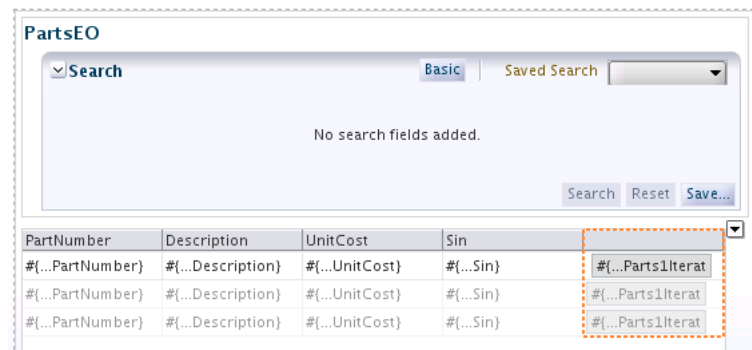 PartsEO
Search Basic Saved Search
No search fields added.
Search Reset Save...
PartNumber Description UnitCost Sin
#{...PartNumber} #{...Description} #{...UnitCost} #{...Sin} #{...Parts1Iterat
#{...PartNumber} #{...Description} #{...UnitCost} #{...Sin} #{...Parts1Iterat
#{...PartNumber} #{...Description} #{...UnitCost} #{...Sin} #{...Parts1Iterat